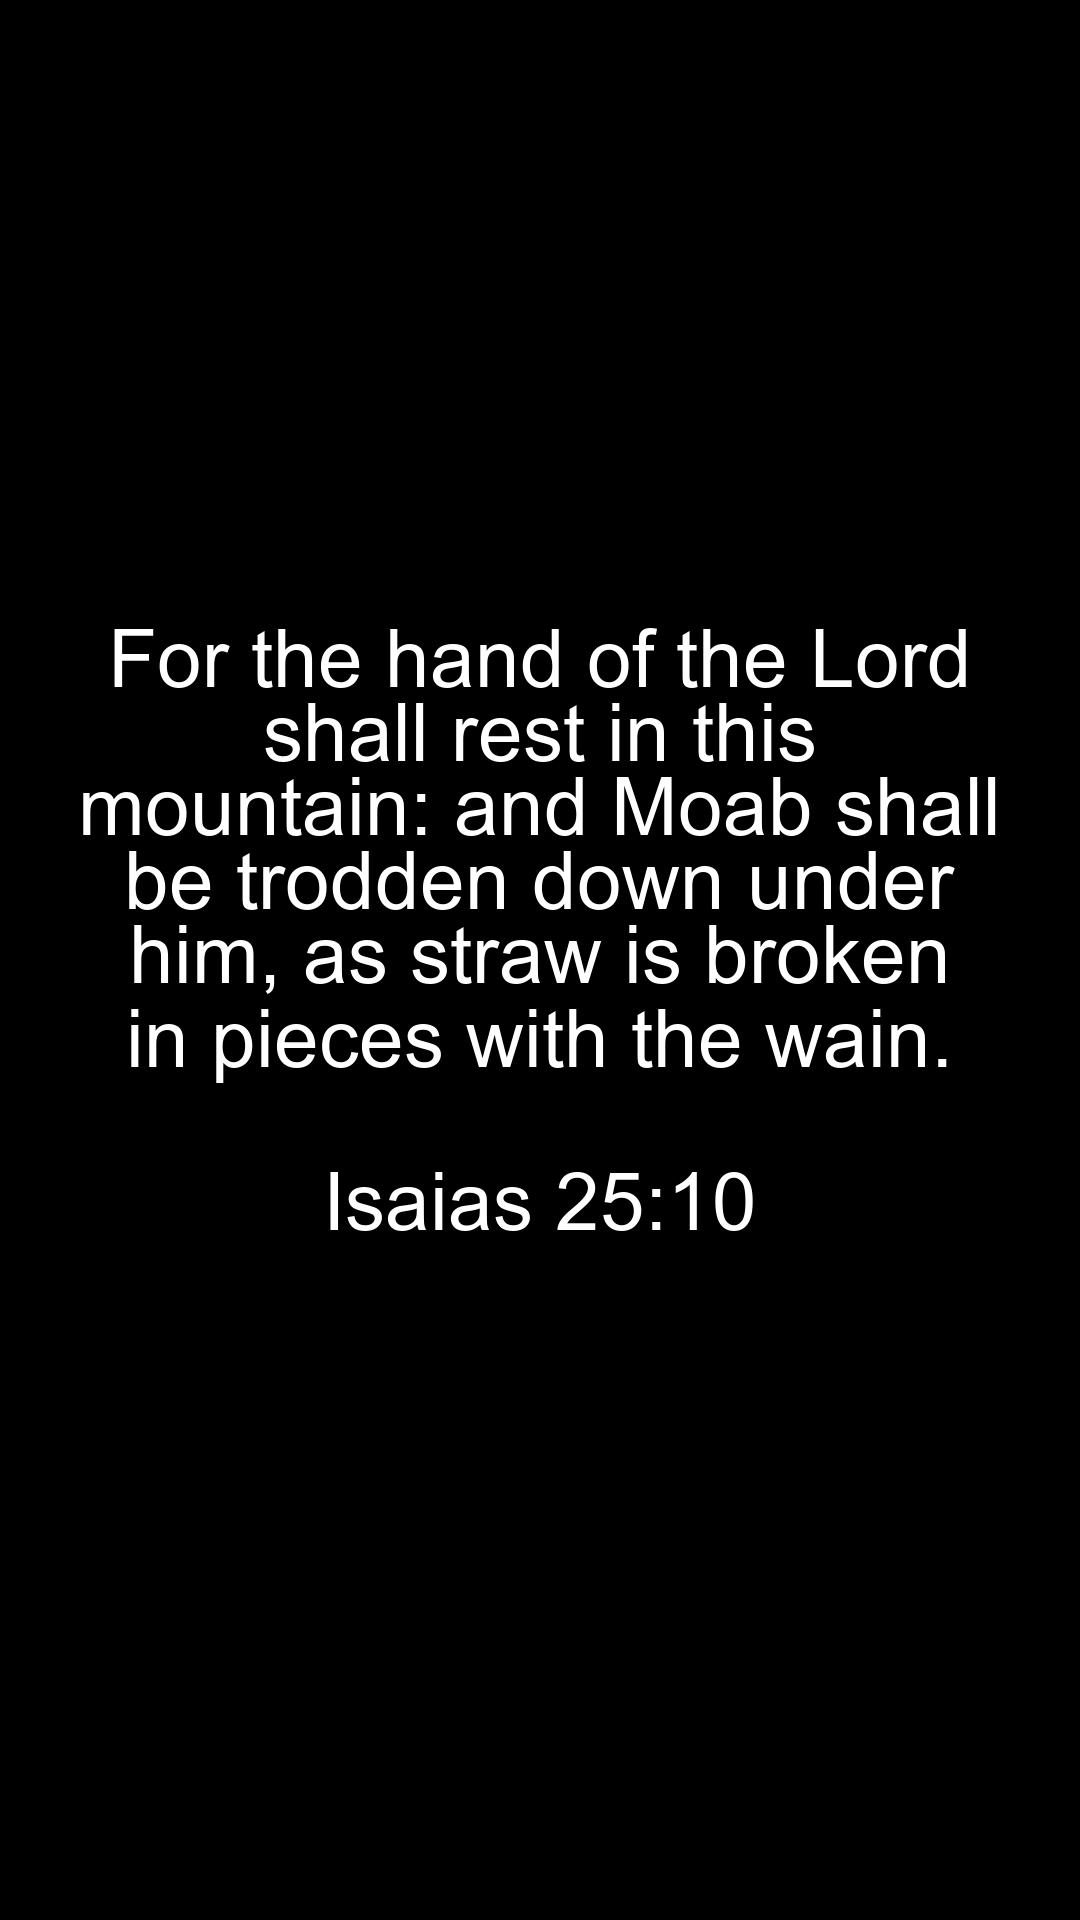 For the hand of the Lord
shall rest in this
mountain: and Moab shall
be trodden down under
him, as straw is broken
in pieces with the wain.
Isaias 25:10